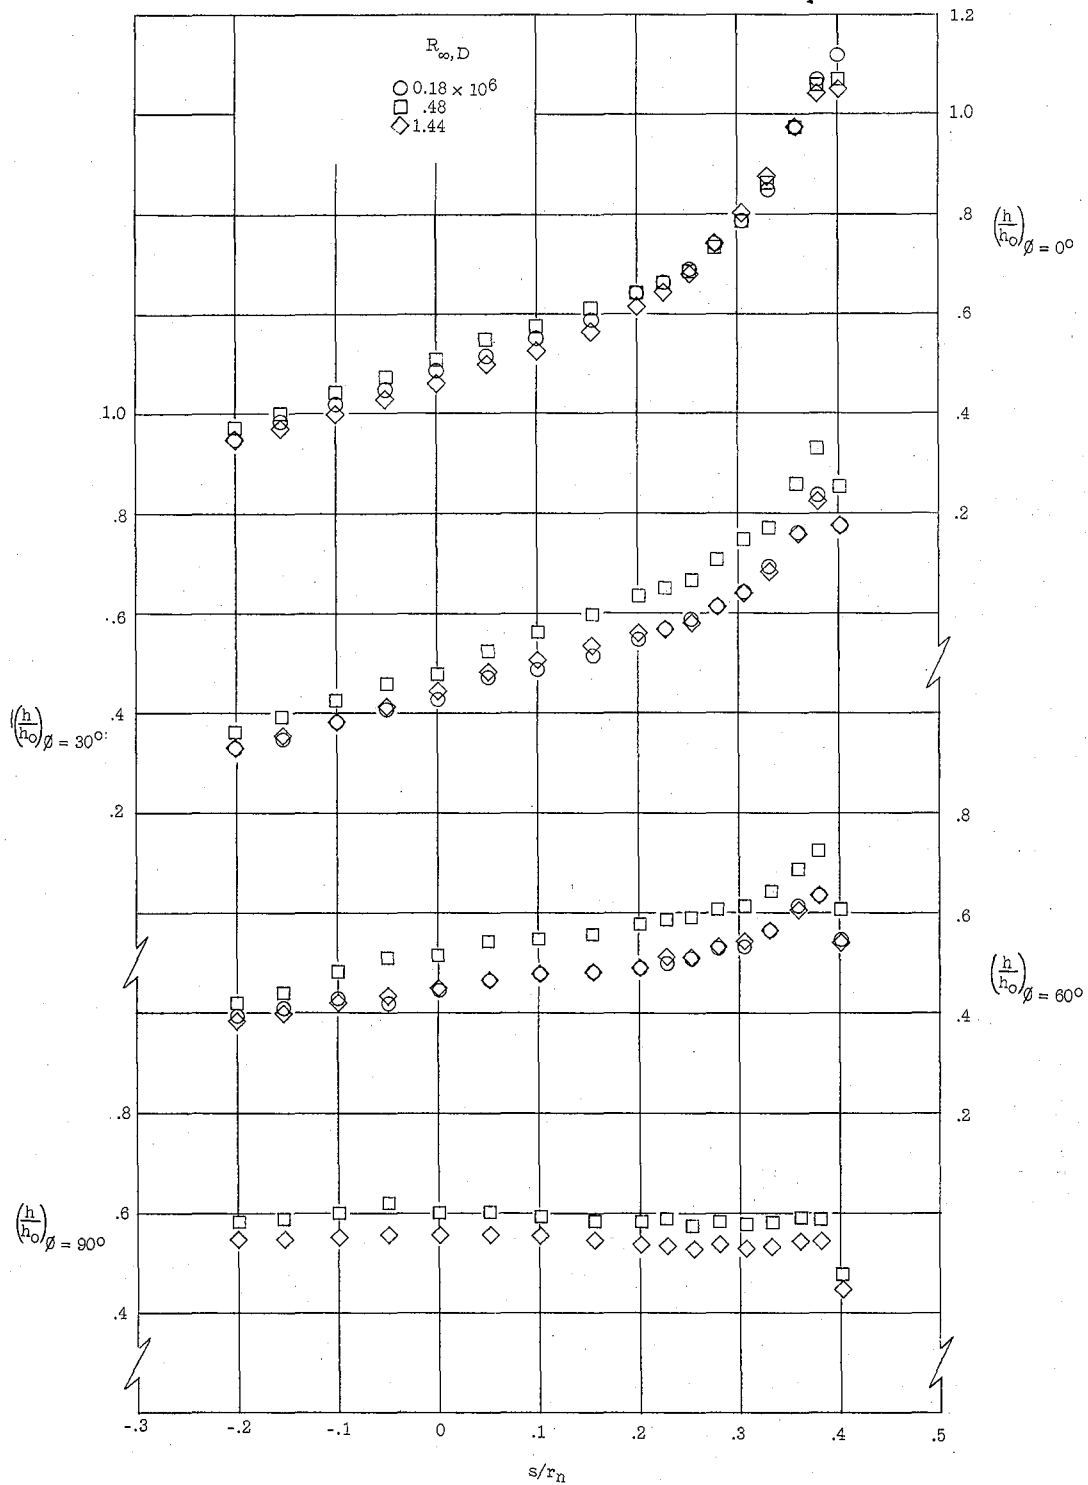 R∞,D
0.18 × 10⁶
.48
1.44
1.2
1.0
.8
.6
.4
.2
(h/h₀)ø = 0°
1.0
.8
.6
.4
.2
(h/h₀)ø = 30°
.8
.6
.4
.2
(h/h₀)ø = 60°
.8
.6
.4
(h/h₀)ø = 90°
-.3 -.2 -.1 0 .1 .2 .3 .4 .5
s/rₙ